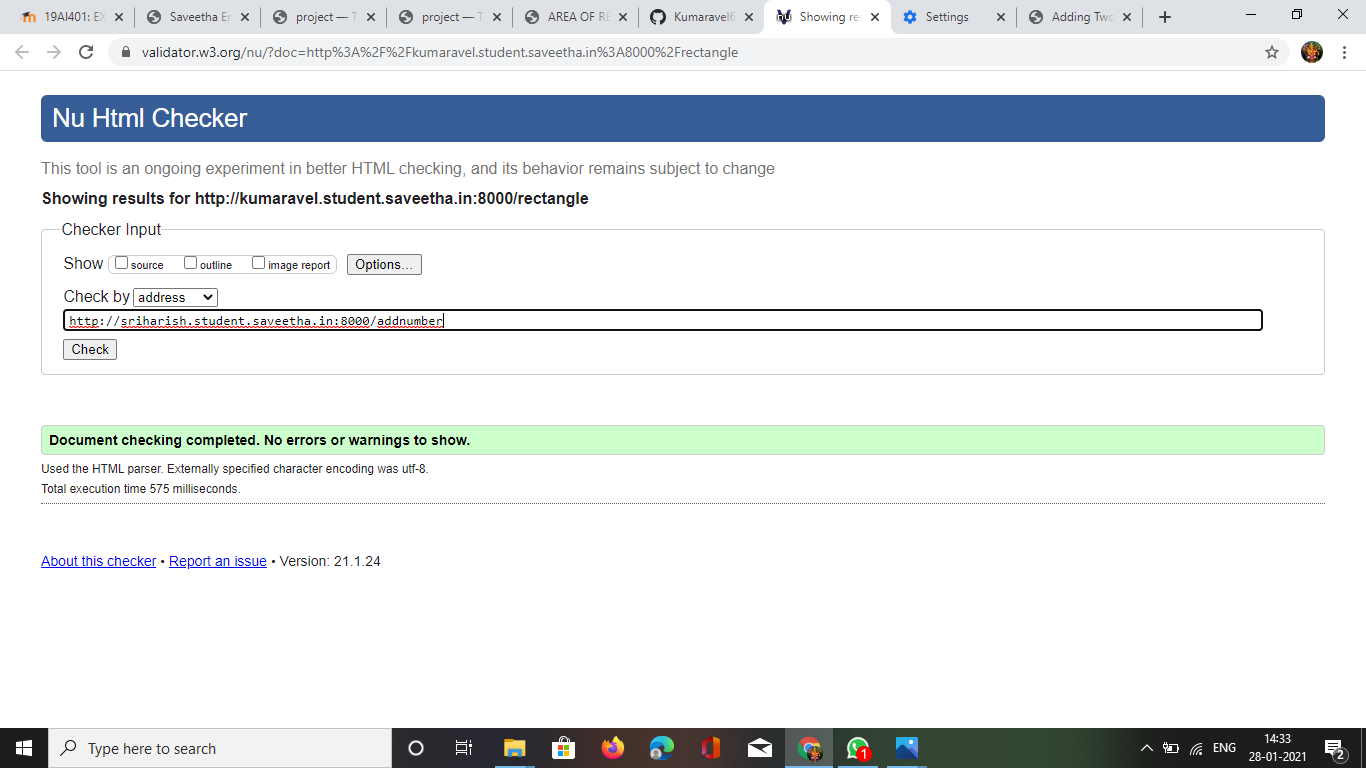 19AI401: EX
Saveetha En
project — T
project — T
AREA OF RE
Kumaravel6
Showing res
Settings
Adding Two
validator.w3.org/nu/?doc=http%3A%2F%2Fkumaravel.student.saveetha.in%3A8000%2Frectangle
Nu Html Checker
This tool is an ongoing experiment in better HTML checking, and its behavior remains subject to change
Showing results for http://kumaravel.student.saveetha.in:8000/rectangle
Checker Input
Show source outline image report Options...
Check by address
http://sriharish.student.saveetha.in:8000/addnumber
Check
Document checking completed. No errors or warnings to show.
Used the HTML parser. Externally specified character encoding was utf-8.
Total execution time 575 milliseconds.
About this checker • Report an issue • Version: 21.1.24
Type here to search
1
ENG
14:33
28-01-2021
2